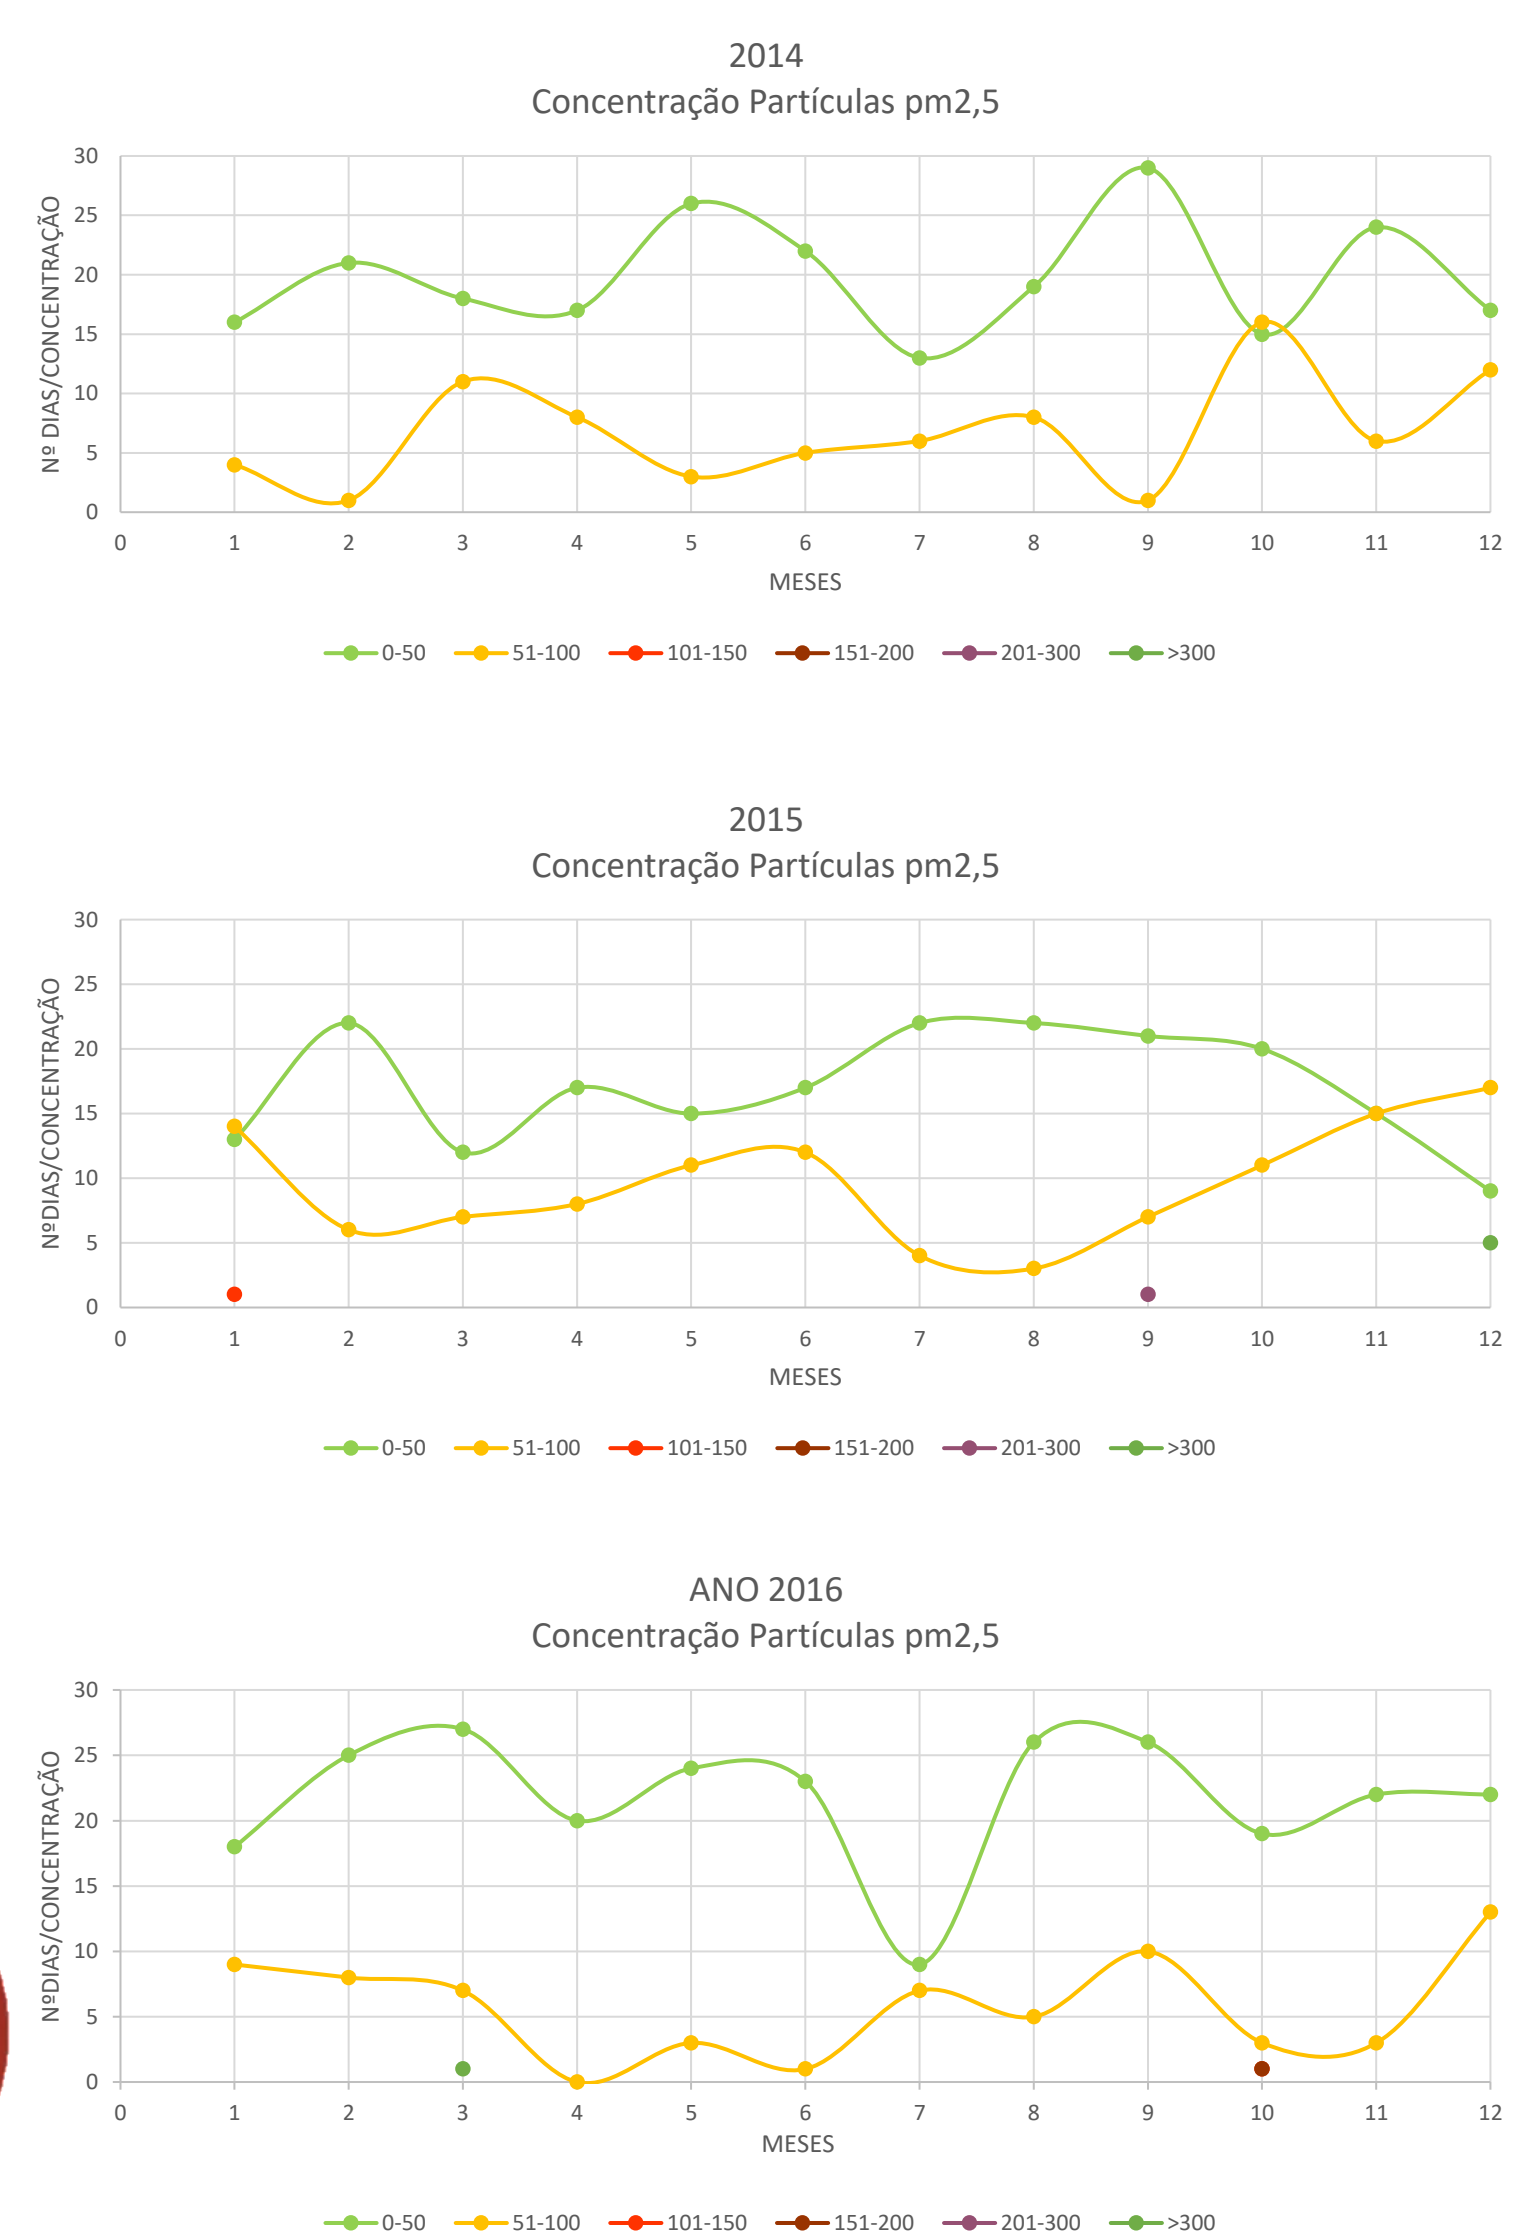 2014
Concentração Partículas pm2,5
30
25
20
15
10
5
0
Nº DIAS/CONCENTRAÇÃO
0 1 2 3 4 5 6 7 8 9 10 11 12
MESES
0-50 51-100 101-150 151-200 201-300 >300
2015
Concentração Partículas pm2,5
30
25
20
15
10
5
0
NºDIAS/CONCENTRAÇÃO
0 1 2 3 4 5 6 7 8 9 10 11 12
MESES
0-50 51-100 101-150 151-200 201-300 >300
ANO 2016
Concentração Partículas pm2,5
30
25
20
15
10
5
0
NºDIAS/CONCENTRAÇÃO
0 1 2 3 4 5 6 7 8 9 10 11 12
MESES
0-50 51-100 101-150 151-200 201-300 >300